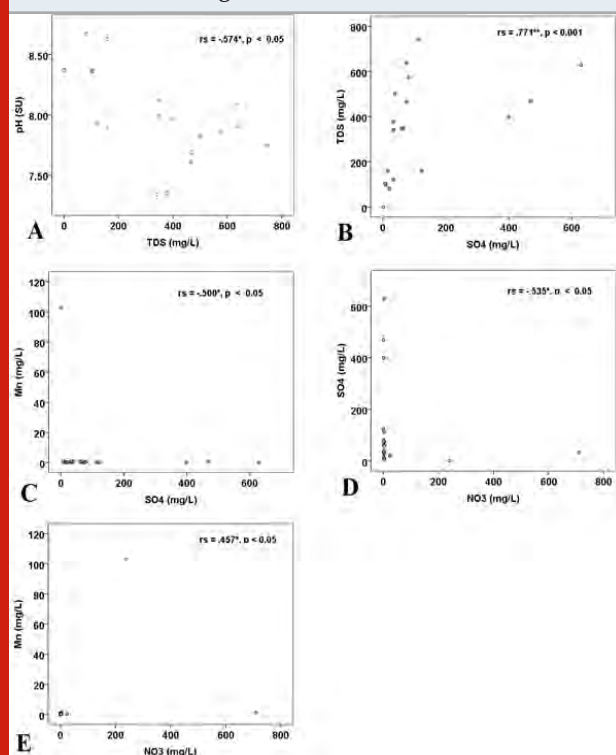 rs = -.574*, p < 0.05
8.50
8.00
7.50
pH (SU)
0 200 400 600 800
TDS (mg/L)
A
rs = .771**, p < 0.001
800
600
400
200
0
TDS (mg/L)
0 200 400 600
SO4 (mg/L)
B
rs = -.500*, p < 0.05
120
100
80
60
40
20
0
Mn (mg/L)
0 200 400 600
SO4 (mg/L)
C
rs = -.535*, p < 0.05
600
400
200
0
SO4 (mg/L)
0 200 400 600 800
NO3 (mg/L)
D
rs = .457*, p < 0.05
120
100
80
60
40
20
0
Mn (mg/L)
0 200 400 600 800
NO3 (mg/L)
E